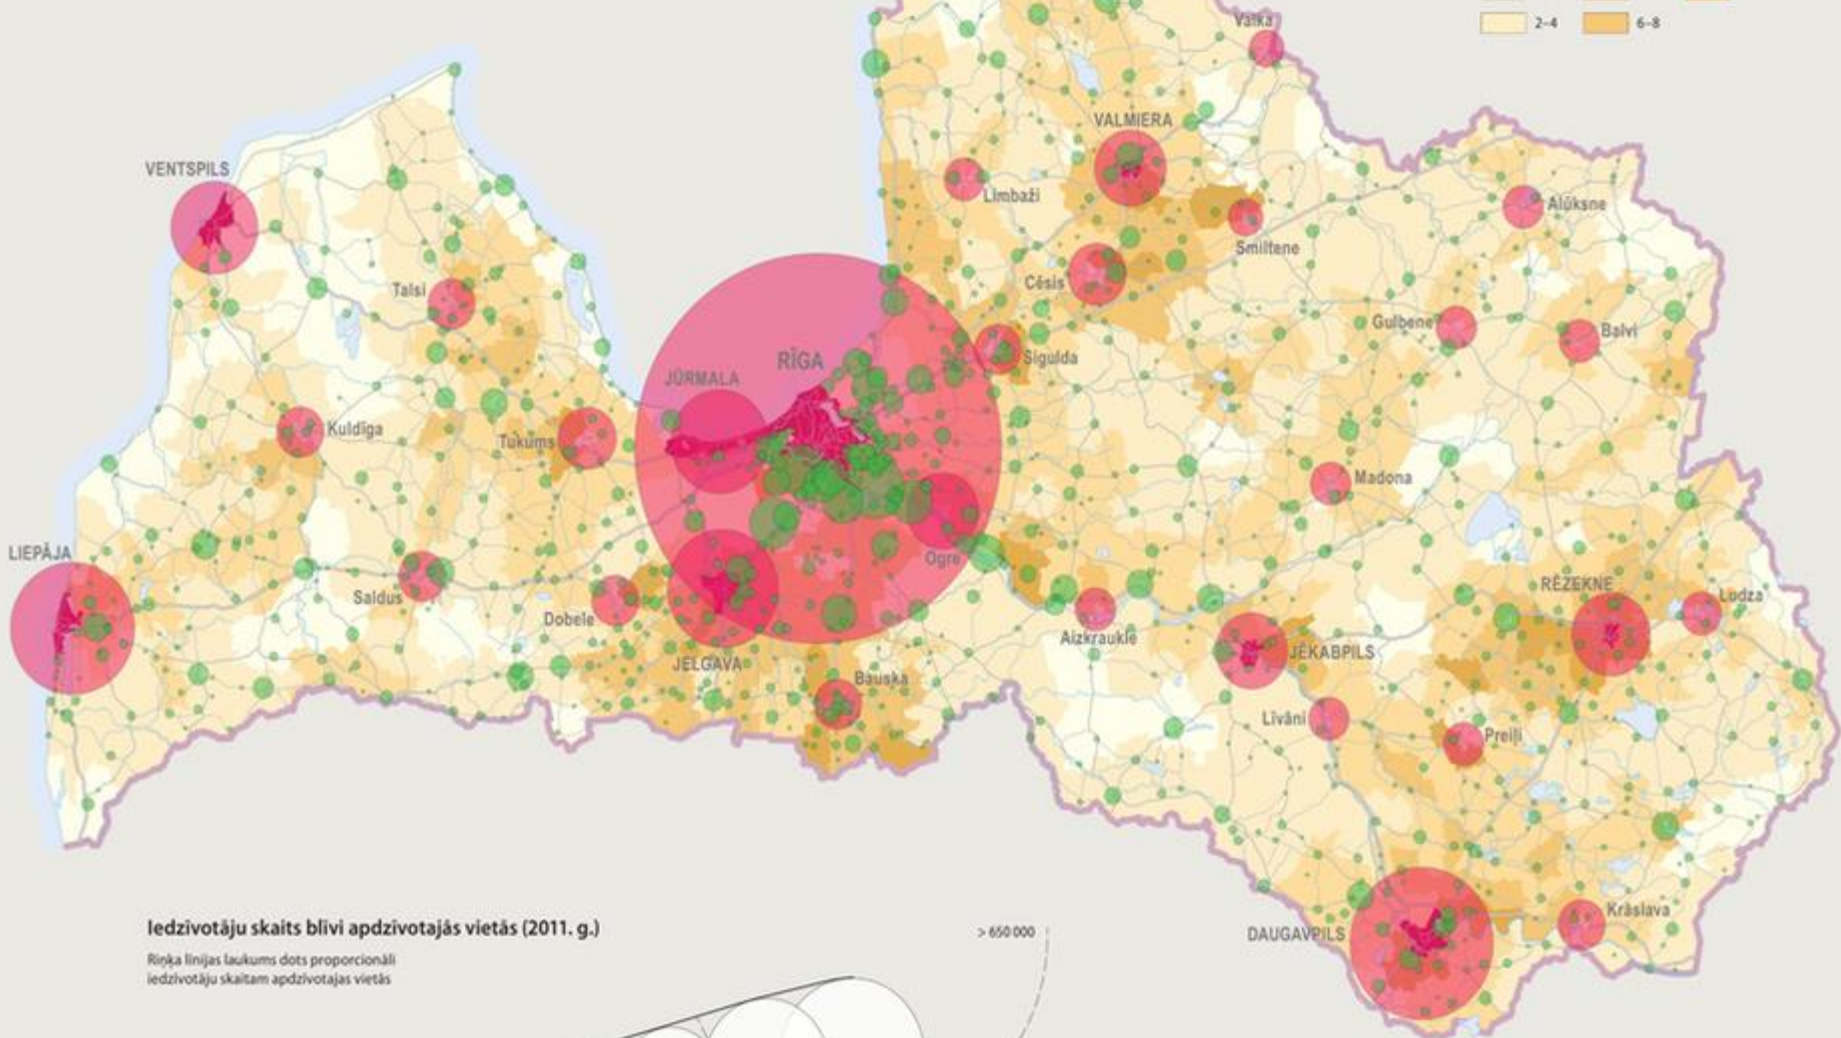 2–4
6–8
Valka
VALMIERA
VENTSPILS
Limbaži
Alūksne
Smiltene
Cēsis
Talsi
Gulbene
Balvi
Sigulda
RĪGA
JŪRMALA
Kuldīga
Tukums
Madona
LIEPĀJA
Ogre
RĒZEKNE
Saldus
Ludza
Dobele
Aizkraukle
JĒKABPILS
JELGAVA
Bauska
Līvāni
Preiļi
Krāslava
DAUGAVPILS
Iedzīvotāju skaits blīvi apdzīvotajās vietās (2011. g.)
> 650 000
Riņķa līnijas laukums dots proporcionāli
iedzīvotāju skaitam apdzīvotajas vietās